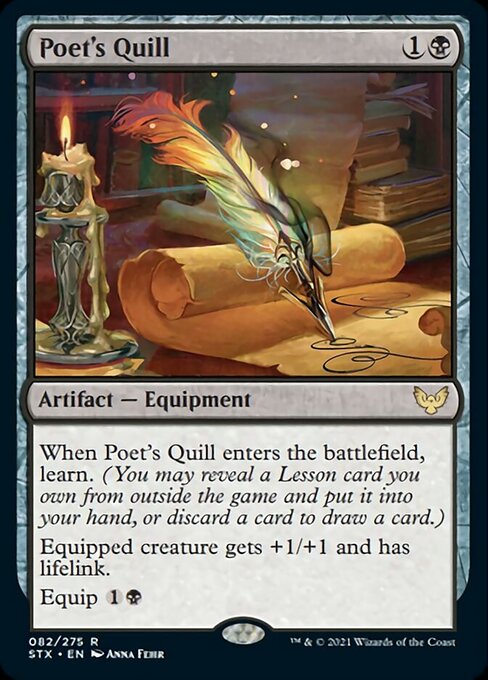 Poet's Quill 1
Artifact — Equipment
When Poet's Quill enters the battlefield,
learn. (You may reveal a Lesson card you
own from outside the game and put it into
your hand, or discard a card to draw a card.)
Equipped creature gets +1/+1 and has
lifelink.
Equip 1
082/275 R
STX • EN Anna Fehr
™ & © 2021 Wizards of the Coast